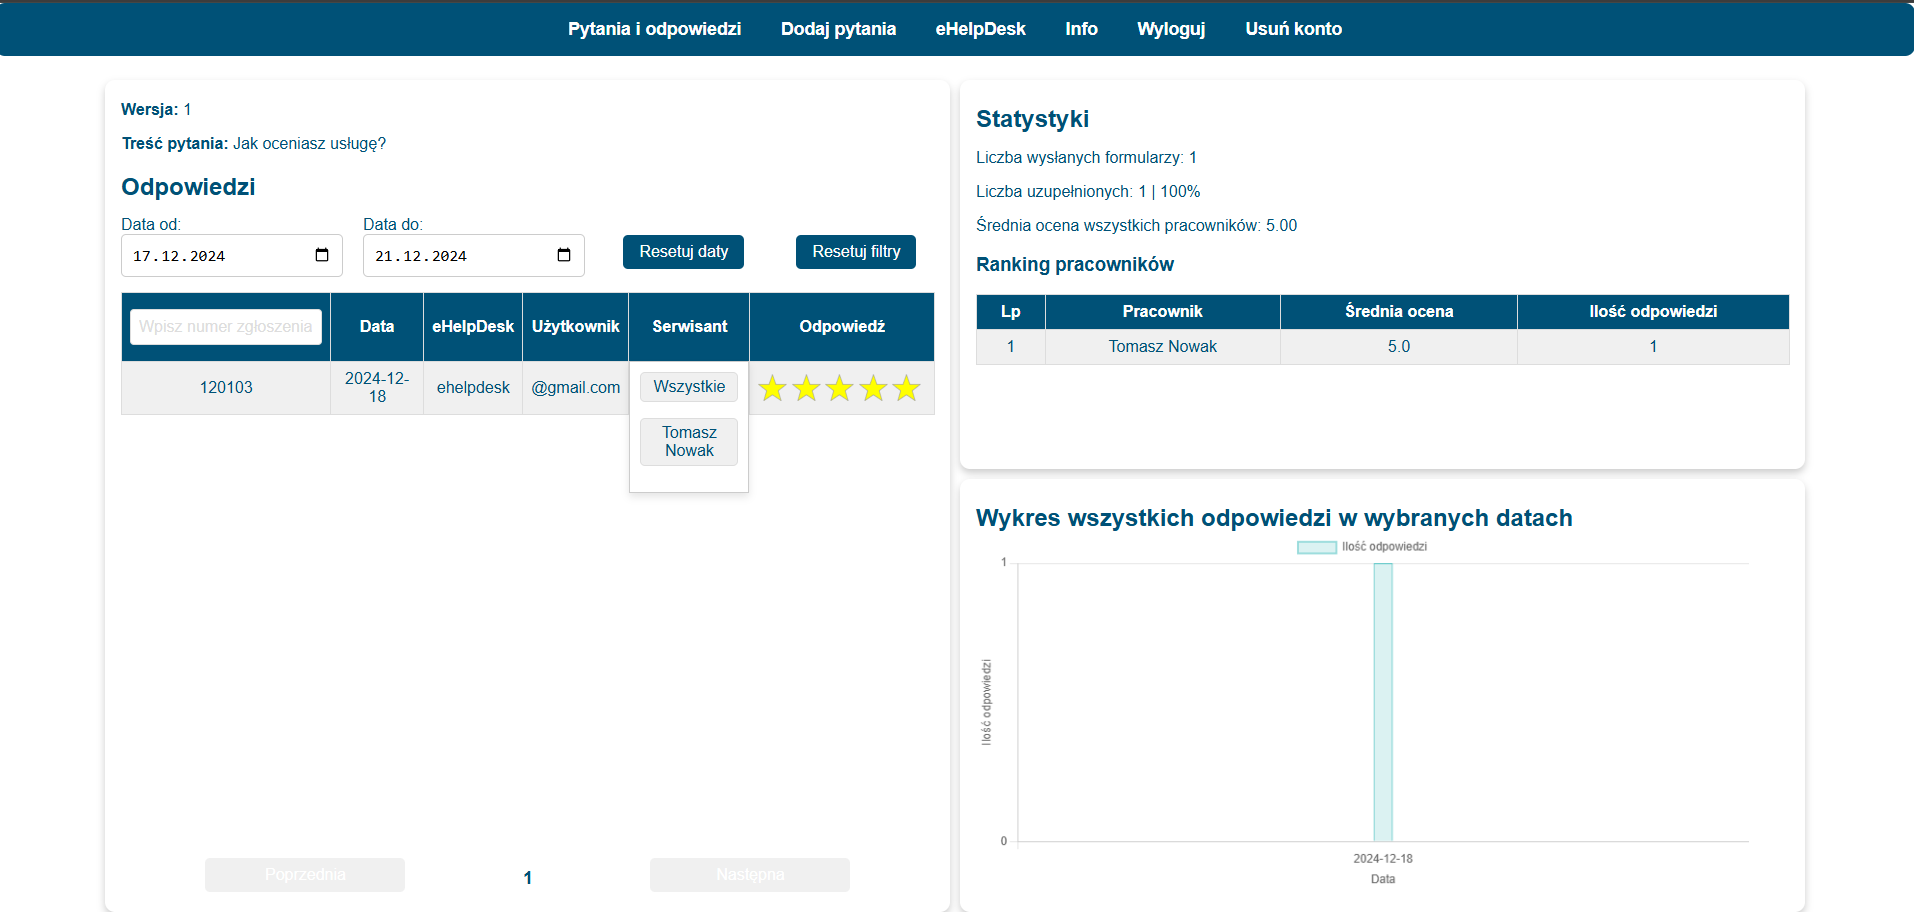 Pytania i odpowiedzi Dodaj pytania eHelpDesk Info Wyloguj Usuń konto
Wersja: 1
Treść pytania: Jak oceniasz usługę?
Odpowiedzi
Data od: Data do:
17.12.2024 21.12.2024 Resetuj daty Resetuj filtry
Wpisz numer zgłoszenia Data eHelpDesk Użytkownik Serwisant Odpowiedź
120103 2024-12-18 ehelpdesk @gmail.com Wszystkie
Tomasz
Nowak
Poprzednia 1 Następna
Statystyki
Liczba wysłanych formularzy: 1
Liczba uzupełnionych: 1 | 100%
Średnia ocena wszystkich pracowników: 5.00
Ranking pracowników
Lp Pracownik Średnia ocena Ilość odpowiedzi
1 Tomasz Nowak 5.0 1
Wykres wszystkich odpowiedzi w wybranych datach
Ilość odpowiedzi
1
Ilość odpowiedzi
0
2024-12-18
Data